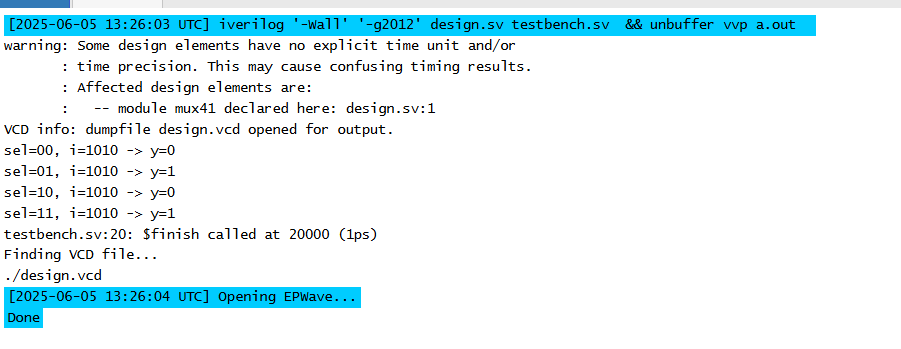 [2025-06-05 13:26:03 UTC] iverilog '-Wall' '-g2012' design.sv testbench.sv  && unbuffer vvp a.out
warning: Some design elements have no explicit time unit and/or
       : time precision. This may cause confusing timing results.
       : Affected design elements are:
       :   -- module mux41 declared here: design.sv:1
VCD info: dumpfile design.vcd opened for output.
sel=00, i=1010 -> y=0
sel=01, i=1010 -> y=1
sel=10, i=1010 -> y=0
sel=11, i=1010 -> y=1
testbench.sv:20: $finish called at 20000 (1ps)
Finding VCD file...
./design.vcd
[2025-06-05 13:26:04 UTC] Opening EPWave...
Done